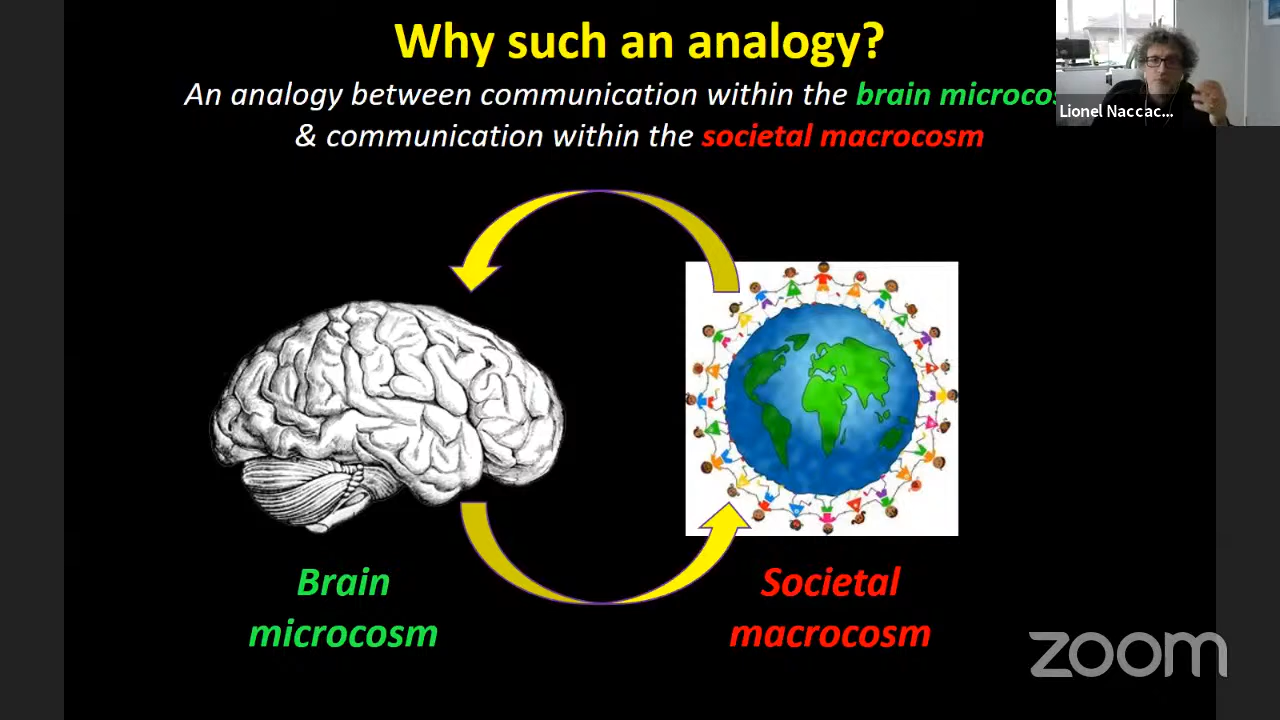 Why such an analogy?
An analogy between communication within the brain microcos
& communication within the societal macrocosm
Lionel Naccac...
Brain
microcosm
Societal
macrocosm
zoom